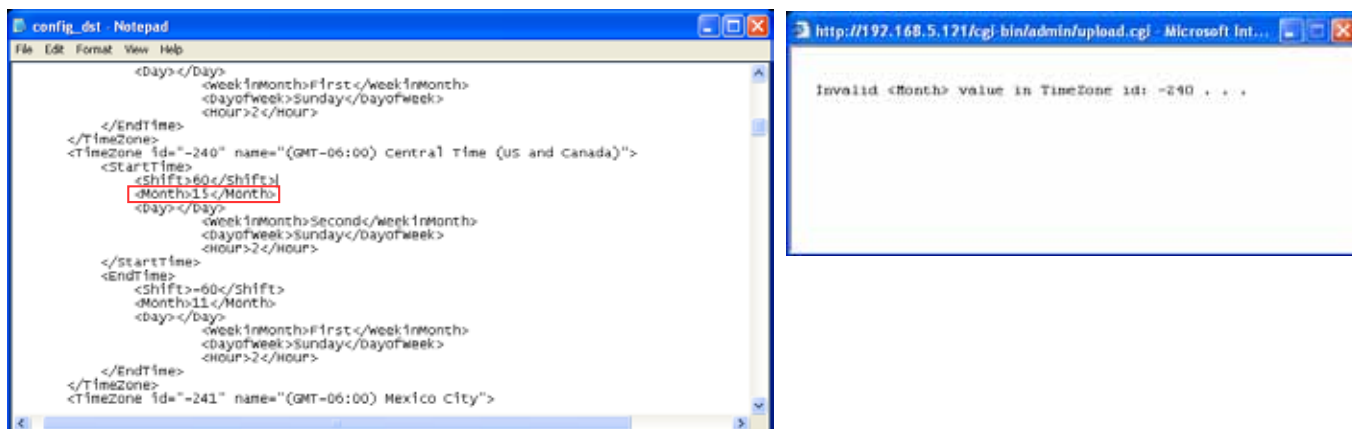 config_dst - Notepad
File Edit Format View Help
<Day></Day>
<WeekinMonth>First</WeekinMonth>
<DayofWeek>Sunday</DayofWeek>
<Hour>2</Hour>
</EndTime>
</TimeZone>
<TimeZone id="-240" name="(GMT-06:00) Central Time (US and Canada)">
<StartTime>
<Shift>60</Shift>
<Month>15</Month>
<Day></Day>
<WeekinMonth>Second</WeekinMonth>
<DayofWeek>Sunday</DayofWeek>
<Hour>2</Hour>
</StartTime>
<EndTime>
<Shift>-60</Shift>
<Month>11</Month>
<Day></Day>
<WeekinMonth>First</WeekinMonth>
<DayofWeek>Sunday</DayofWeek>
<Hour>2</Hour>
</EndTime>
</TimeZone>
<TimeZone id="-241" name="(GMT-06:00) Mexico City">
http://192.168.5.121/cgi-bin/admin/upload.cgi - Microsoft Int...
Invalid <Month> value in TimeZone id: -240 . . .